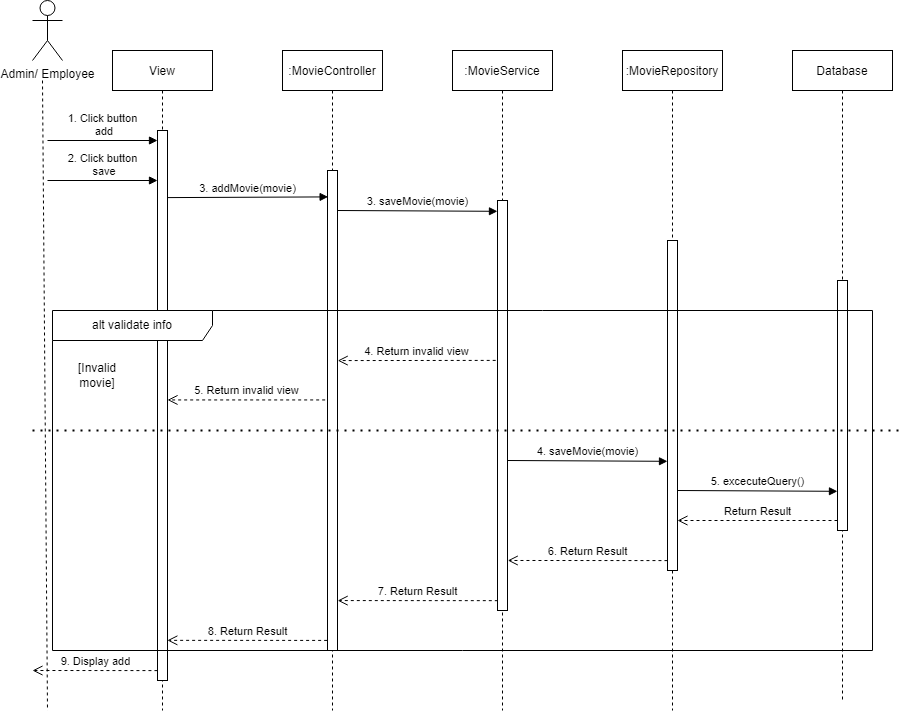 Admin/ Employee
View
:MovieController
:MovieService
:MovieRepository
Database
1. Click button
add
2. Click button
save
3. addMovie(movie)
3. saveMovie(movie)
alt validate info
4. Return invalid view
[Invalid
movie]
5. Return invalid view
4. saveMovie(movie)
5. excecuteQuery()
Return Result
6. Return Result
7. Return Result
8. Return Result
9. Display add